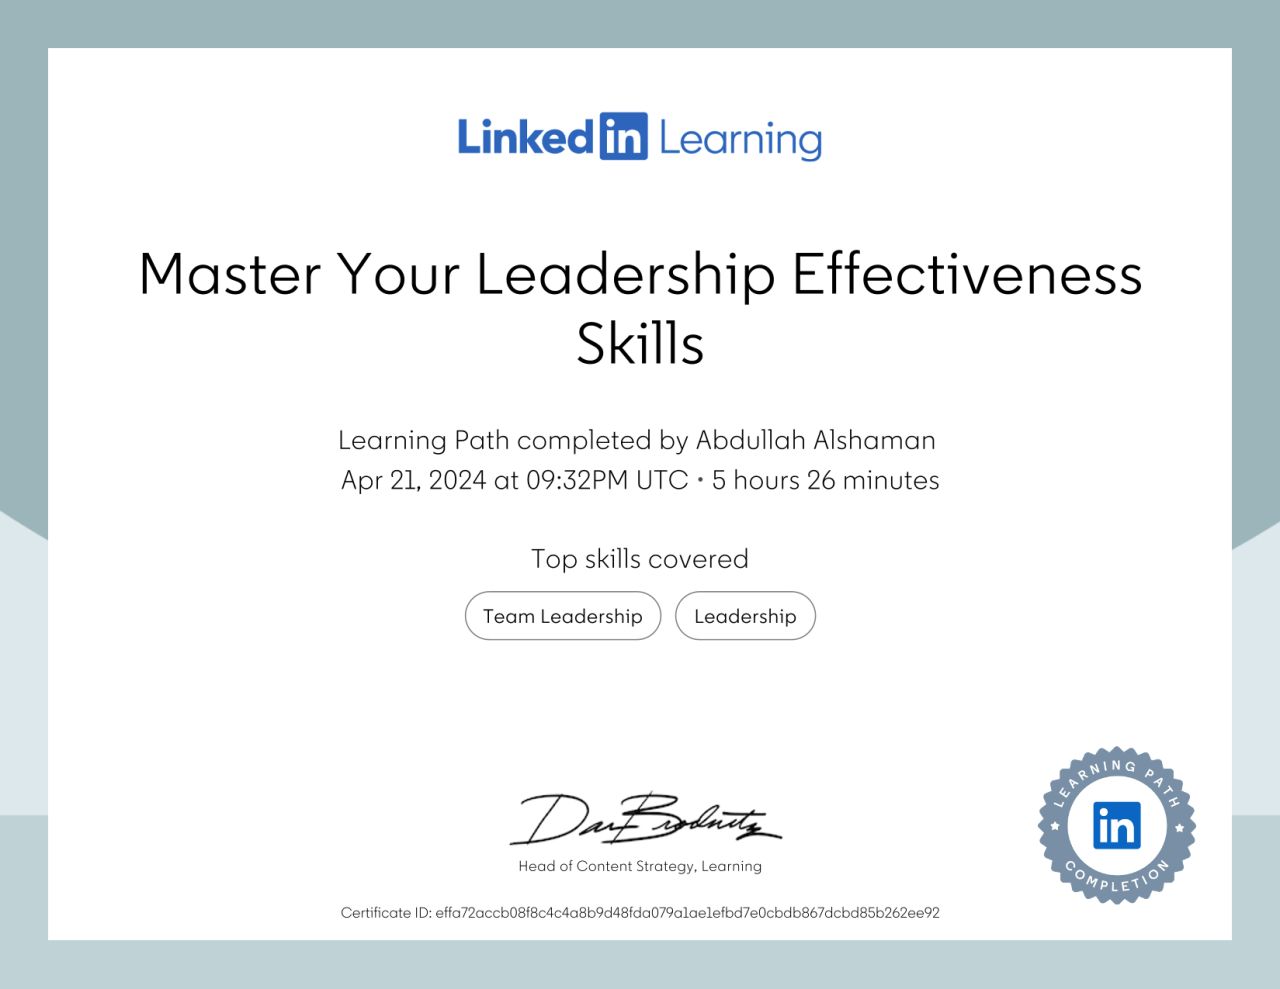 Linked in Learning
Master Your Leadership Effectiveness
Skills
Learning Path completed by Abdullah Alshaman
Apr 21, 2024 at 09:32PM UTC • 5 hours 26 minutes
Top skills covered
Team Leadership
Leadership
Dan Brodnitz
Head of Content Strategy, Learning
LEARNING PATH
in
COMPLETION
Certificate ID: effa72accb08f8c4c4a8b9d48fda079a1ae1efbd7e0cbdb867dcbd85b262ee92